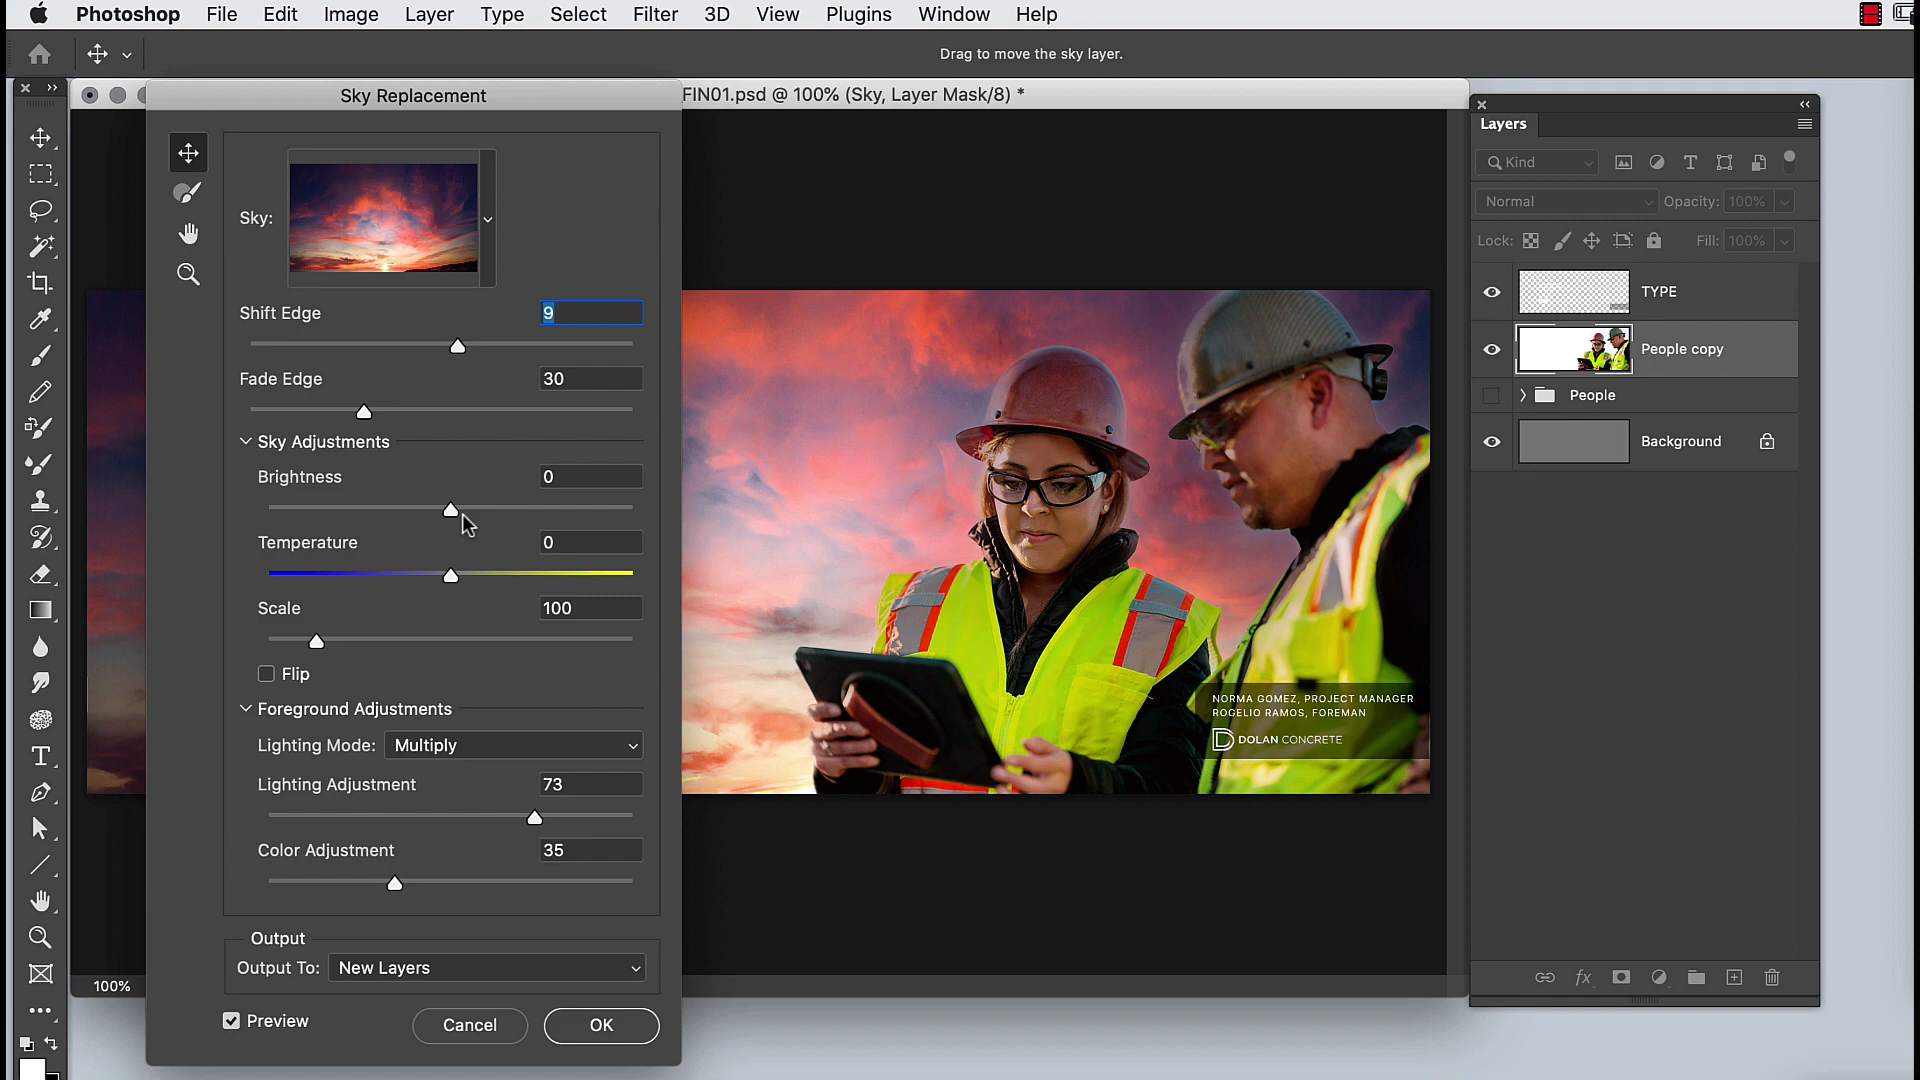 Photoshop File Edit Image Layer Type Select Filter 3D View Plugins Window Help
Drag to move the sky layer.
FIN01.psd @ 100% (Sky, Layer Mask/8) *
Sky Replacement
Sky:
Shift Edge 9
Fade Edge 30
Sky Adjustments
Brightness 0
Temperature 0
Scale 100
Flip
Foreground Adjustments
Lighting Mode: Multiply
Lighting Adjustment 73
Color Adjustment 35
Output
Output To: New Layers
Preview
Cancel
OK
100%
NORMA GOMEZ, PROJECT MANAGER
ROGELIO RAMOS, FOREMAN
DOLAN CONCRETE
Layers
Kind
Normal Opacity: 100%
Lock: Fill: 100%
TYPE
People copy
People
Background